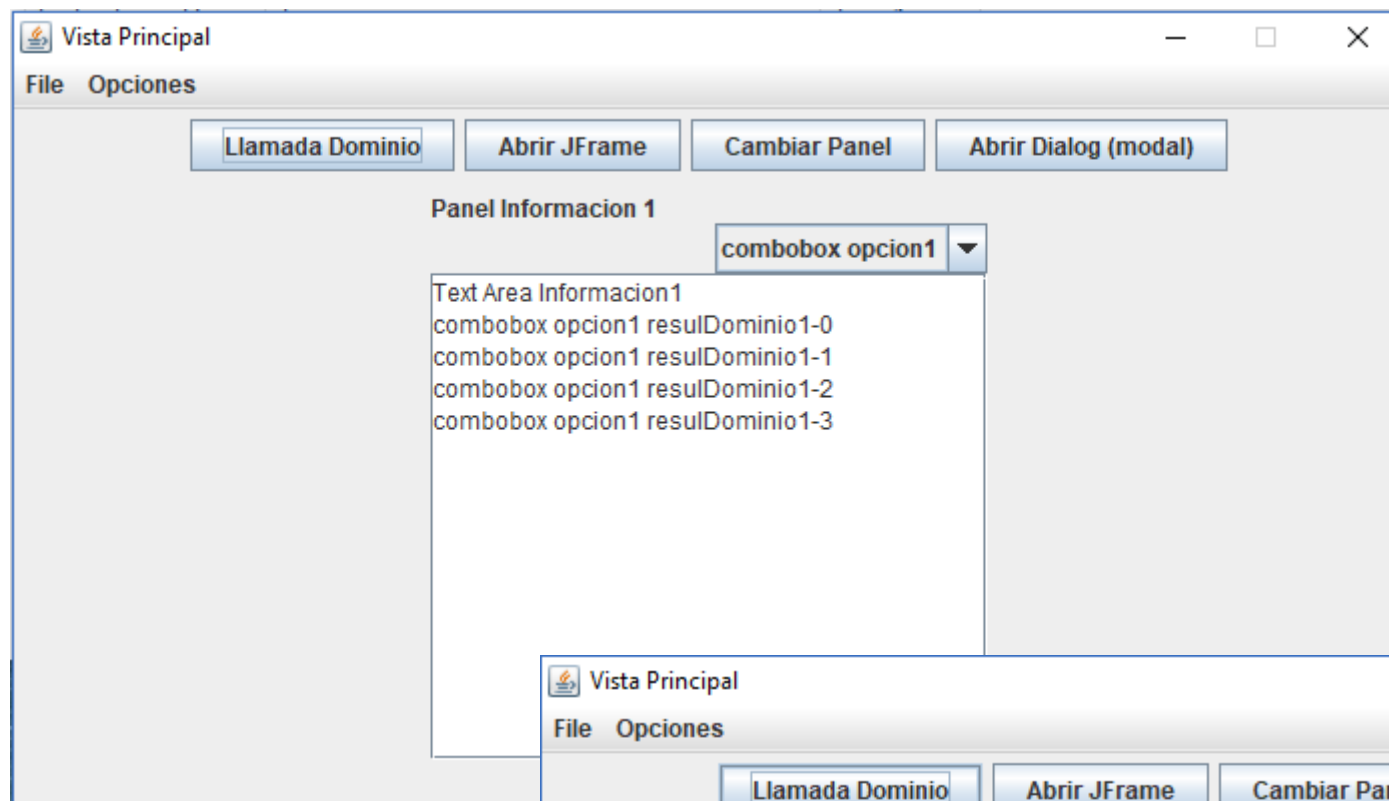 Vista Principal
File Opciones
Llamada Dominio Abrir JFrame Cambiar Panel Abrir Dialog (modal)
Panel Informacion 1
combobox opcion1
Text Area Informacion1
combobox opcion1 resulDominio1-0
combobox opcion1 resulDominio1-1
combobox opcion1 resulDominio1-2
combobox opcion1 resulDominio1-3
Vista Principal
File Opciones
Llamada Dominio Abrir JFrame Cambiar Pa